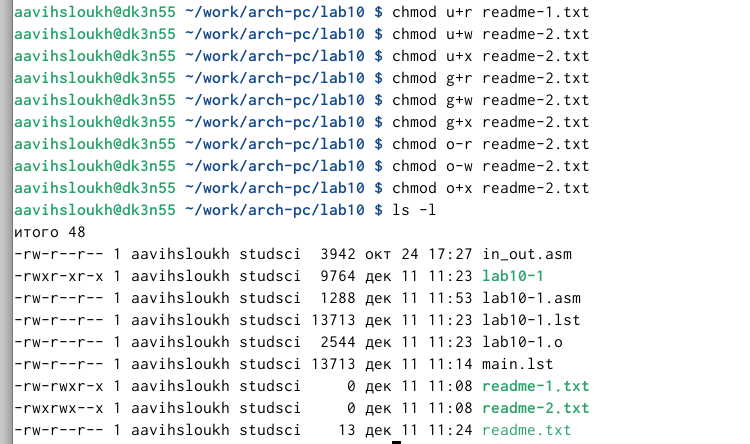 aavihsloukh@dk3n55 ~/work/arch-pc/lab10 $ chmod u+r readme-1.txt
aavihsloukh@dk3n55 ~/work/arch-pc/lab10 $ chmod u+w readme-2.txt
aavihsloukh@dk3n55 ~/work/arch-pc/lab10 $ chmod u+x readme-2.txt
aavihsloukh@dk3n55 ~/work/arch-pc/lab10 $ chmod g+r readme-2.txt
aavihsloukh@dk3n55 ~/work/arch-pc/lab10 $ chmod g+w readme-2.txt
aavihsloukh@dk3n55 ~/work/arch-pc/lab10 $ chmod g+x readme-2.txt
aavihsloukh@dk3n55 ~/work/arch-pc/lab10 $ chmod o-r readme-2.txt
aavihsloukh@dk3n55 ~/work/arch-pc/lab10 $ chmod o-w readme-2.txt
aavihsloukh@dk3n55 ~/work/arch-pc/lab10 $ chmod o+x readme-2.txt
aavihsloukh@dk3n55 ~/work/arch-pc/lab10 $ ls -l
итого 48
-rw-r--r-- 1 aavihsloukh studsci  3942 окт 24 17:27 in_out.asm
-rwxr-xr-x 1 aavihsloukh studsci  9764 дек 11 11:23 lab10-1
-rw-r--r-- 1 aavihsloukh studsci  1288 дек 11 11:53 lab10-1.asm
-rw-r--r-- 1 aavihsloukh studsci 13713 дек 11 11:23 lab10-1.lst
-rw-r--r-- 1 aavihsloukh studsci  2544 дек 11 11:23 lab10-1.o
-rw-r--r-- 1 aavihsloukh studsci 13713 дек 11 11:14 main.lst
-rw-rwxr-x 1 aavihsloukh studsci     0 дек 11 11:08 readme-1.txt
-rwxrwx--x 1 aavihsloukh studsci     0 дек 11 11:08 readme-2.txt
-rw-r--r-- 1 aavihsloukh studsci    13 дек 11 11:24 readme.txt